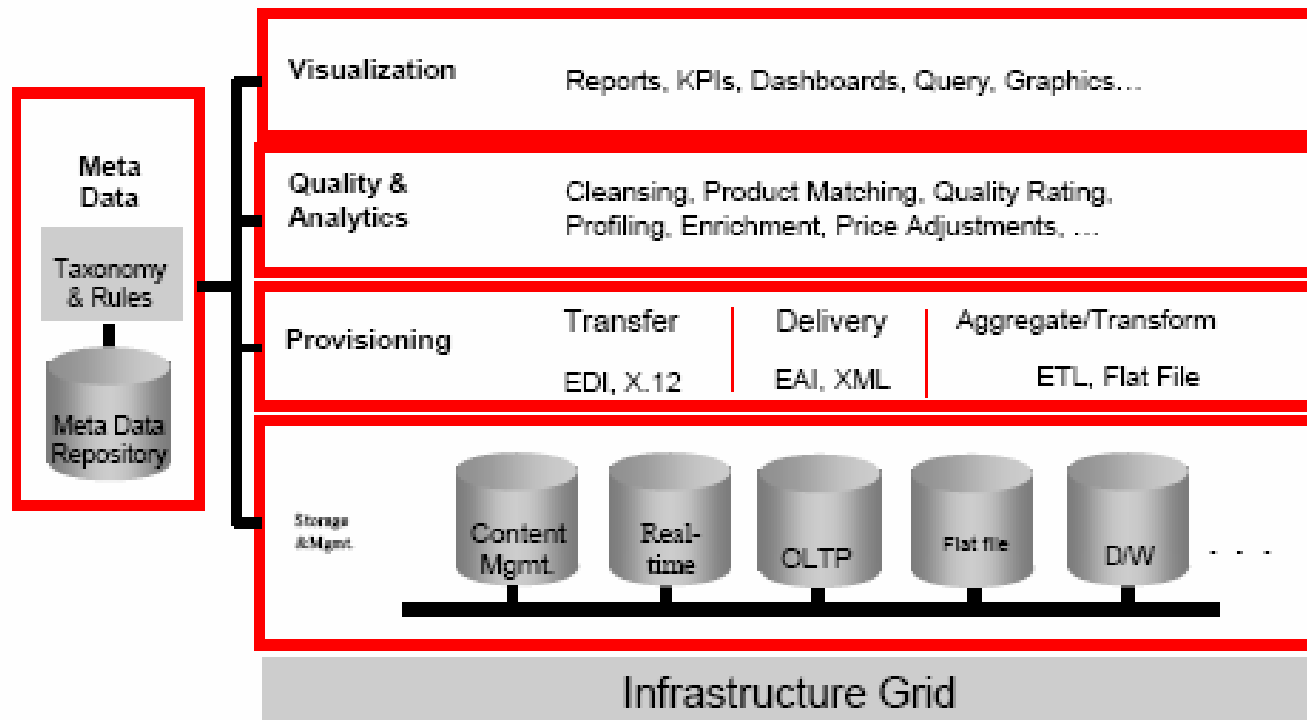 Visualization
Reports, KPIs, Dashboards, Query, Graphics...
Meta
Data
Taxonomy
& Rules
Meta Data
Repository
Quality &
Analytics
Cleansing, Product Matching, Quality Rating,
Profiling, Enrichment, Price Adjustments, ...
Provisioning
Transfer
EDI, X.12
Delivery
EAI, XML
Aggregate/Transform
ETL, Flat File
Storage
&Mgmt.
Content
Mgmt.
Real-
time
OLTP
Flat file
D/W
. . .
Infrastructure Grid